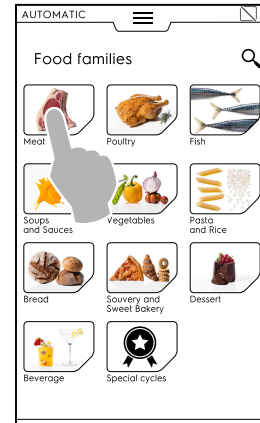 AUTOMATIC
Food families
Meat
Poultry
Fish
Soups
and Sauces
Vegetables
Pasta
and Rice
Bread
Souvery and
Sweet Bakery
Dessert
Beverage
Special cycles